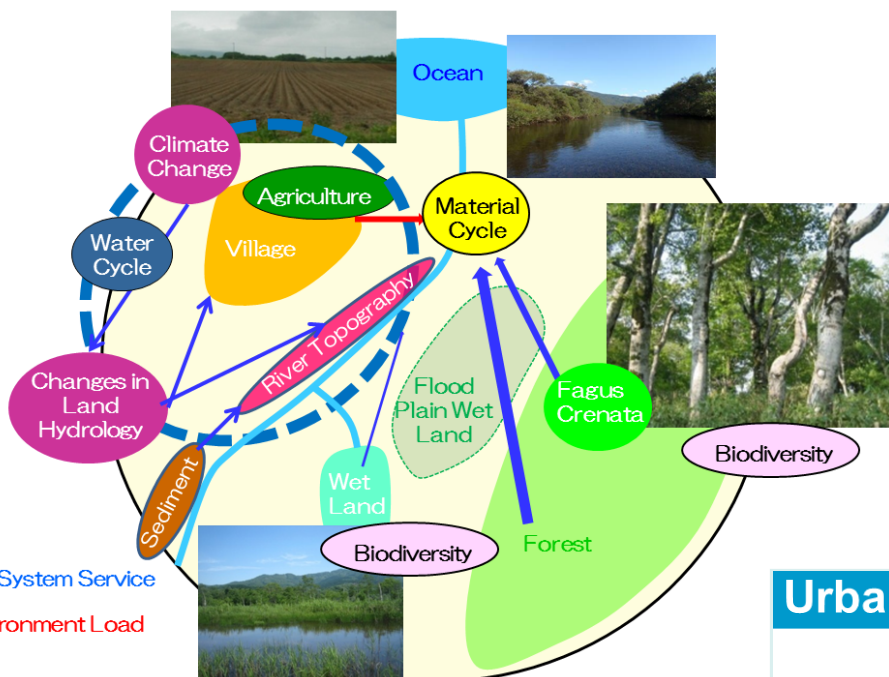 Ocean
Climate
Change
Agriculture
Material
Cycle
Water
Cycle
Village
River Topography
Changes in
Land
Hydrology
Flood
Plain Wet
Land
Fagus
Crenata
Biodiversity
Sediment
Wet
Land
Biodiversity
Forest
System Service
ronment Load
Urba